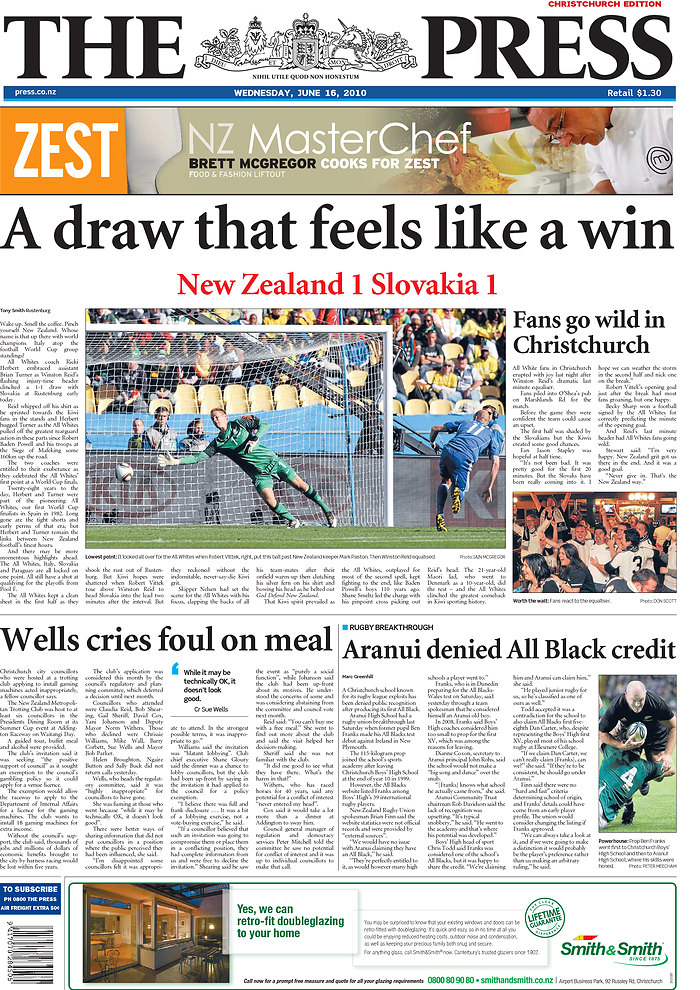 CHRISTCHURCH EDITION
THE PRESS
NIHIL UTILE QUOD NON HONESTUM
press.co.nz
WEDNESDAY, JUNE 16, 2010
Retail $1.30
ZEST
NZ MasterChef
BRETT MCGREGOR COOKS FOR ZEST
FOOD & FASHION LIFTOUT
A draw that feels like a win
New Zealand 1 Slovakia 1
Tony Smith Rustenburg
Wake up. Smell the coffee. Pinch
yourself New Zealand. Whose
name is that up there with world
champions Italy atop the
football World Cup group
standings?
All Whites coach Ricki
Herbert embraced assistant
Brian Turner as Winston Reid's
flashing injury-time header
clinched a 1-1 draw with
Slovakia at Rustenburg early
today.
Reid whipped off his shirt as
he sprinted towards the kiwi
fans in the stands and Herbert
hugged Turner as the All Whites
pulled off the greatest rearguard
action in these parts since Robert
Baden Powell and his troops at
the Siege of Mafeking some
160km up the road.
The two coaches were
entitled to their exuberance as
they celebrated the All Whites'
first point at a World Cup finals.
Twenty-eight years to the
day, Herbert and Turner were
part of the pioneering All
Whites, our first World Cup
finalists in Spain in 1982. Long
gone are the tight shorts and
curly perms of that era, but
Herbert and Turner remain the
links between New Zealand
football's finest hours.
And there may be more
momentous highlights ahead.
The All Whites, Italy, Slovakia
and Paraguay are all locked on
one point. All still have a shot at
qualifying for the playoffs from
Pool F.
The All Whites kept a clean
sheet in the first half as they
Lowest point: It looked all over for the All Whites when Robert Vittek, right, put this ball past New Zealand keeper Mark Paston. Then Winston Reid equalised.
Photo: IAIN MCGREGOR
shook the rust out of Rusten-
burg. But Kiwi hopes were
shattered when Robert Vittek
rose above Winston Reid to
head Slovakia into the lead two
minutes after the interval. But
they reckoned without the
indomitable, never-say-die Kiwi
grit.
Skipper Nelsen had set the
scene for the All Whites with his
focus, clapping the backs of all
his team-mates after their
enfield warm up then clutching
his silver fern on his shirt and
bowing his head as he belted out
God Defend New Zealand.
That Kiwi spirit prevailed as
the All Whites, outplayed for
most of the second spell, kept
fighting to the end, like Baden
Powell's boys 110 years ago.
Shane Smeltz led the charge with
his pinpoint cross picking out
Reid's head. The 21-year-old
Maori lad, who went to
Denmark as a 10-year-old, did
the rest – and the All Whites
clinched the greatest comeback
in Kiwi sporting history.
Fans go wild in
Christchurch
All White fans in Christchurch
erupted with joy last night after
Winston Reid's dramatic last
minute equaliser.
Fans piled into O'Shea's pub
on Marshlands Rd for the
match.
Before the game they were
confident the team could cause
an upset.
The first half was shaded by
the Slovakians but the Kiwis
created some good chances.
Fan Jason Stapley was
hopeful at half time.
"It's not been bad. It was
pretty good for the first 20
minutes. But the Slovaks have
been really coming into it. I
hope we can weather the storm
in the second half and nick one
on the break."
Robert Vittek's opening goal
just after the break had most
fans groaning, but one happy.
Becky Sharp won a football
signed by the All Whites for
correctly predicting the minute
of the opening goal.
And Reid's last minute
header had All Whites fans going
wild.
Stewart said: "I'm very
happy. New Zealand grit got us
there in the end. And it was a
good goal.
"Never give in. That's the
New Zealand way."
Worth the wait: Fans react to the equaliser.
Photo: DON SCOTT
Wells cries foul on meal
Christchurch city councillors
who were hosted at a trotting
club applying to install gaming
machines acted inappropriately,
a fellow councillor says.
The New Zealand Metropoli-
tan Trotting Club was host to at
least six councillors in the
Premier's Dining Room at its
Winter Cup event at Adding-
ton Raceway on Waitangi Day.
A guided tour, buffet meal
and alcohol were provided.
The club's invitation said it
was seeking "the positive
support of council" as it sought
an exemption to the council's
gambling policy so it could
apply for a venue licence.
The exemption would allow
the raceway to apply to the
Department of Internal Affairs
for a licence for the gaming
machines. The club wants to
install 18 gaming machines for
extra income.
Without the council's sup-
port, the club said, thousands of
jobs and millions of dollars of
economic benefits brought to
the city by harness racing would
be lost within five years.
The club's application was
considered this month by the
council's regulatory and plan-
ning committee, which deferred
a decision until next month.
Councillors who attended
were Claudia Reid, Bob Shear-
ing, Gail Sheriff, David Cox,
Yani Johanson and Deputy
Mayor Norm Withers. Those
who declined were Chrissie
Williams, Mike Wall, Barry
Corbett, Sue Wells and Mayor
Bob Parker.
Helen Broughton, Ngaire
Button and Sally Buck did not
return calls yesterday.
Wells, who heads the regulat-
ory committee, said it was
"highly inappropriate" for
councillors to attend.
She was fuming at those who
went because "while it may be
technically OK, it doesn't look
good".
There were better ways of
sharing information that did not
put councillors in a position
where the public perceived they
had been influenced, she said.
"I'm disappointed some
councillors felt it was appropri-
While it may be
technically OK, it
doesn't look
good.
Cr Sue Wells
ate to attend. In the strongest
possible terms, it was inappro-
priate to go."
Williams said the invitation
was "blatant lobbying". Club
chief executive Shane Gloury
said the dinner was a chance to
lobby councillors, but the club
had been up front by saying in
the invitation it had applied to
the council for a policy
exemption.
"I believe there was full and
frank disclosure . . . It was a bit
of a lobbying exercise, not a
vote-buying exercise," he said.
"If a councillor believed that
such an invitation was going to
compromise them or place them
in a conflicting position, they
had complete information from
us and were free to decline the
invitation." Shearing said he saw
the event as "purely a social
function", while Johanson said
the club had been up-front
about its motives. He under-
stood the concerns of some and
was considering abstaining from
the committee and council vote
next month.
Reid said: "You can't buy me
with a free meal." She went to
find out more about the club
and said the visit helped her
decision-making.
Sheriff said she was not
familiar with the club.
"I did me good to see what
they have there. What's the
harm in that?"
Withers, who has raced
horses for 40 years, said any
potential for a conflict of interest
"never entered my head".
Cox said it would take a lot
more than a dinner at
Addington to sway him.
Council general manager of
regulation and democracy
services Peter Mitchell told the
committee he saw no potential
for conflict of interest and it was
up to individual councillors to
make that call.
RUGBY BREAKTHROUGH
Aranui denied All Black credit
Marc Greenhill
A Christchurch school known
for its rugby league exploits has
been denied public recognition
after producing its first All Black.
Aranui High School had a
rugby union breakthrough last
Saturday when former pupil Ben
Franks made his All Blacks test
debut against Ireland in New
Plymouth.
The 115-kilogram prop
joined the school's sports
academy after leaving
Christchurch Boys' High School
at the end of year 10 in 1999.
However, the All Blacks
website listed Franks among
Boys' High's 39 international
rugby players.
New Zealand Rugby Union
spokesman Brian Finn said the
website statistics were not official
records and were provided by
"external sources".
"We would have no issue
with Aranui claiming they have
an All Black," he said.
"They're perfectly entitled to
it, as would however many high
schools a player went to."
Franks, who is in Dunedin
preparing for the All Blacks-
Wales test on Saturday, said
yesterday through a team
spokesman that he considered
himself an Aranui old boy.
In 2008, Franks said Boys'
High coaches considered him
too small to prop for the first
XV, which was among the
reasons for leaving.
Dianne Cotson, secretary to
Aranui principal John Rohs, said
the school would not make a
"big song and dance" over the
snub.
"[Franks] knows what school
he actually came from," she said.
Aranui Community Trust
chairman Rob Davidson said the
lack of recognition was
upsetting. "It's typical
snobbery," he said. "He went to
the academy and that's where
his potential was developed."
Boys' High head of sport
Chris Todd said Franks was
considered one of the school's
All Blacks, but it was happy to
share the credit. "We're claiming
him and Aranui can claim him,"
she said.
"He played junior rugby for
us, so he's classified as one of
ours as well."
Todd accepted it was a
contradiction for the school to
also claim All Blacks first five-
eighth Dan Carter, who, despite
representing the Boys' High first
XV, played most of his school
rugby at Ellesmere College.
"If we claim Dan Carter, we
can't really claim [Franks], can
we?" she said. "If they're to be
consistent, he should go under
Aranui."
Finn said there were no
"hard and fast" criteria
determining school of origin,
and Franks' details could have
come from an early player
profile. The union would
consider changing the listing if
Franks approved.
"We can always take a look at
it, and if we were going to make
a distinction it would probably
be the player's preference rather
than us making an arbitrary
ruling," he said.
Powerhouse: Prop Ben Franks
went first to Christchurch Boys'
High School and then to Aranui
High School, where his skills were
honed.
Photo: PETER MEECHAM
TO SUBSCRIBE
PH 0800 THE PRESS
AIR FREIGHT EXTRA 50¢
Yes, we can
retro-fit doubleglazing
to your home
LIFETIME
GUARANTEE
You may be surprised to know that your existing windows and doors can be
retro-fitted with doubleglazing. It's quick and easy, so in no time at all you
could be enjoying reduced heating costs, outdoor noise and condensation,
as well as keeping your precious family both snug and secure.
For anything glass, call Smith&Smith®, now. Canterbury's trusted glaziers since 1902.
Smith&Smith®
SINCE 1875
Call now for a prompt free measure and quote for all your glazing requirements 0800 80 90 80 • smithandsmith.co.nz | Airport Business Park, 92 Russley Rd, Christchurch